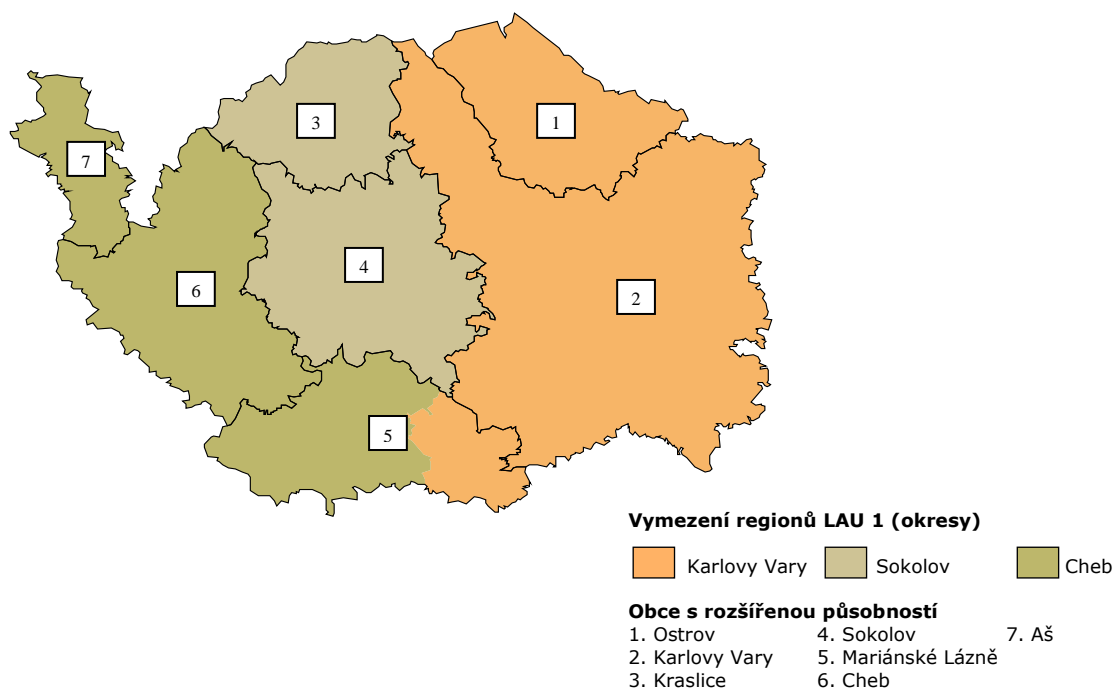 1
3
7
4
6
2
5
Vymezení regionů LAU 1 (okresy)
Karlovy Vary Sokolov Cheb
Obce s rozšířenou působností
1. Ostrov 4. Sokolov 7. Aš
2. Karlovy Vary 5. Mariánské Lázně
3. Kraslice 6. Cheb